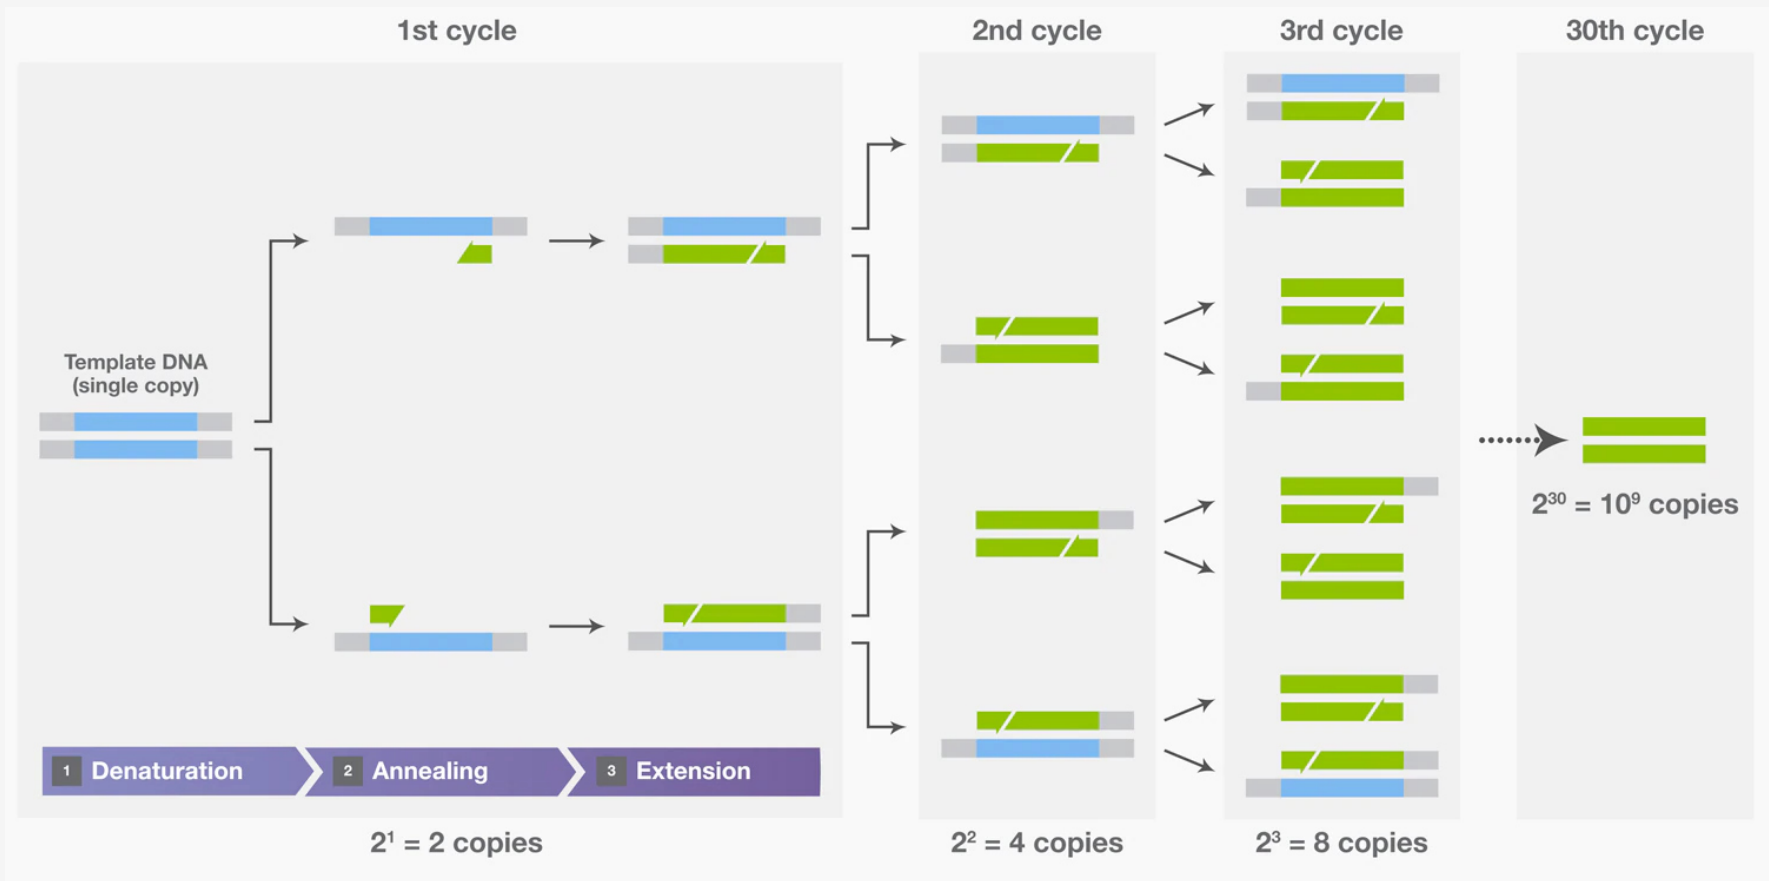 1st cycle
2nd cycle
3rd cycle
30th cycle
Template DNA
(single copy)
2³⁰ = 10⁹ copies
1 Denaturation
2 Annealing
3 Extension
2¹ = 2 copies
2² = 4 copies
2³ = 8 copies